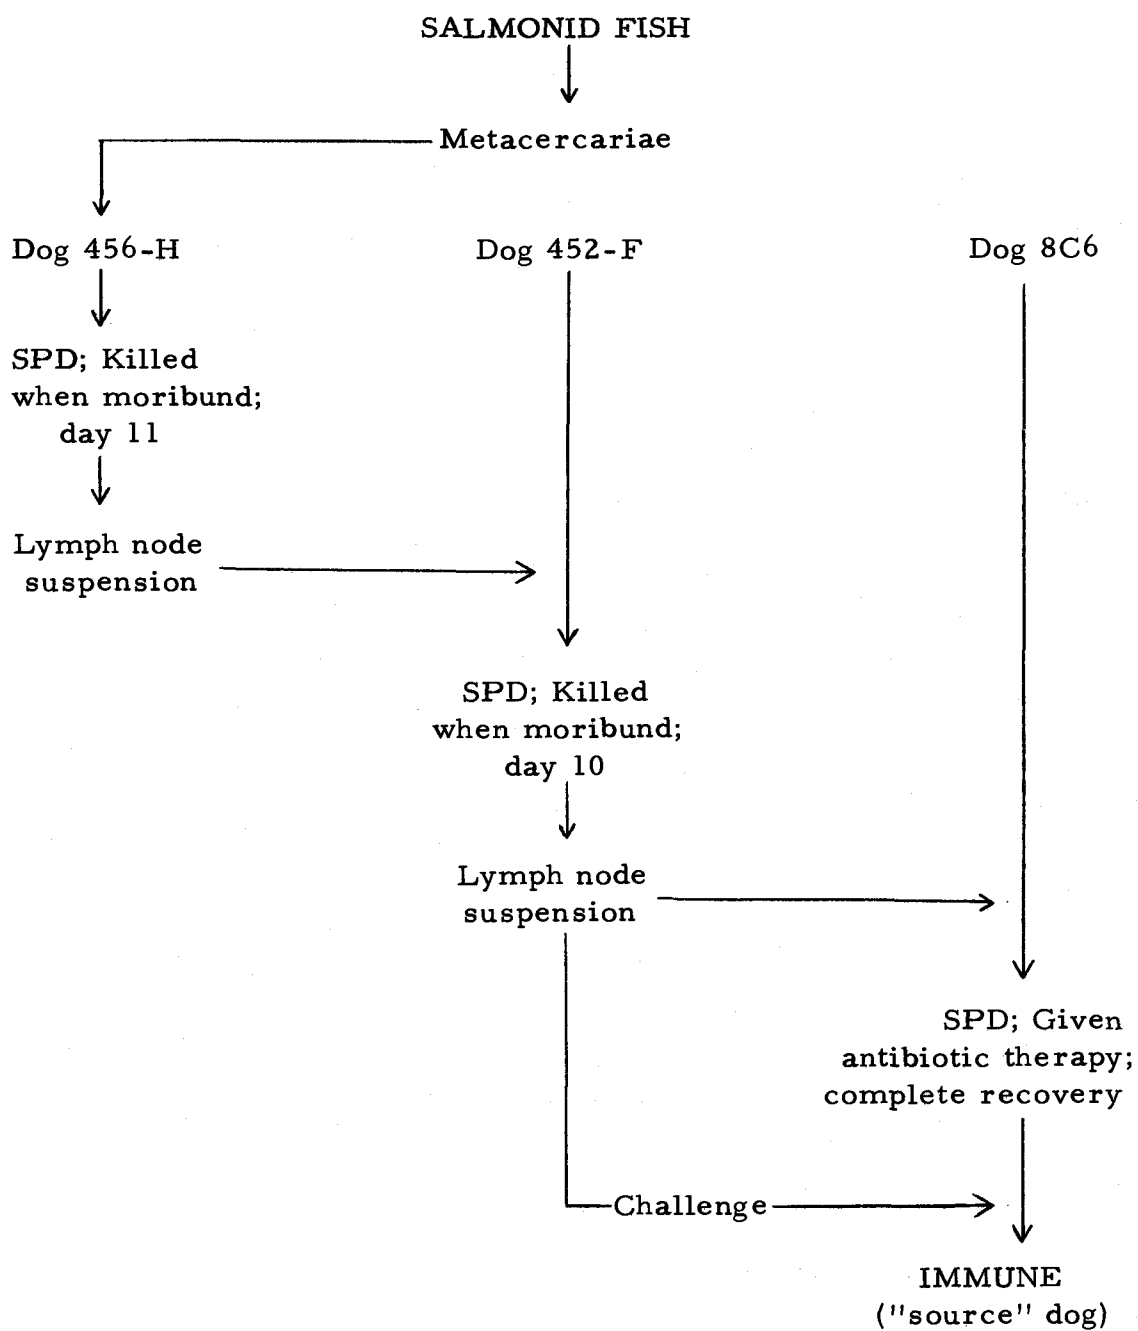 SALMONID FISH
Metacercariae
Dog 456-H
Dog 452-F
Dog 8C6
SPD; Killed
when moribund;
day 11
Lymph node
suspension
SPD; Killed
when moribund;
day 10
Lymph node
suspension
SPD; Given
antibiotic therapy;
complete recovery
Challenge
IMMUNE
("source" dog)